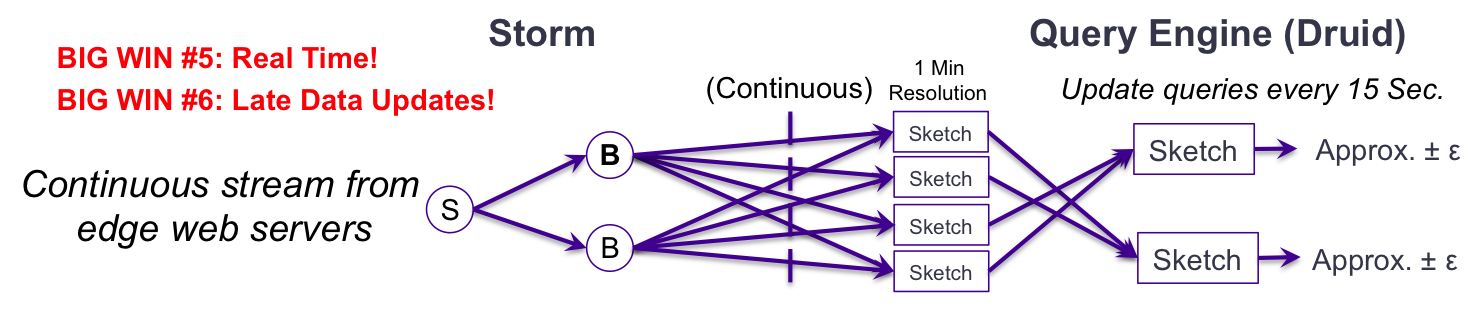 Storm
Query Engine (Druid)
BIG WIN #5: Real Time!
BIG WIN #6: Late Data Updates!
(Continuous)
1 Min
Resolution
Update queries every 15 Sec.
Continuous stream from
edge web servers
S
B
B
Sketch
Sketch
Sketch
Sketch
Sketch
Approx. ± ε
Sketch
Approx. ± ε